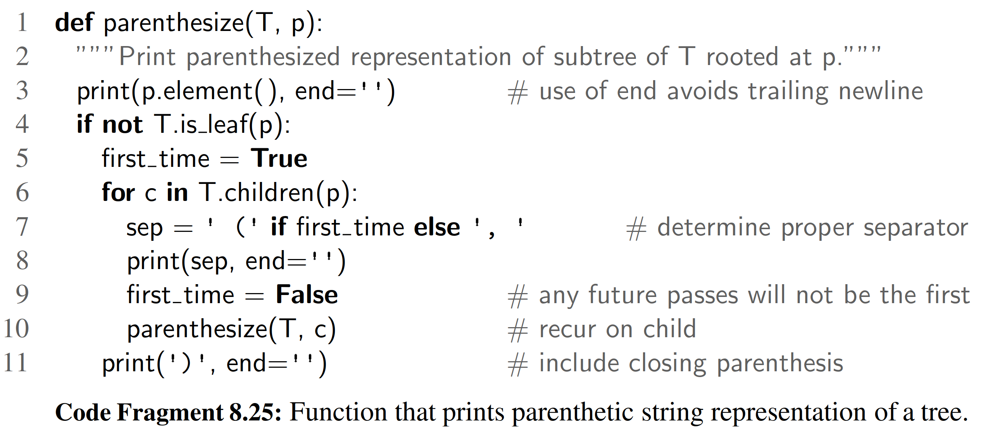 1 def parenthesize(T, p):
2 """Print parenthesized representation of subtree of T rooted at p."""
3 print(p.element(), end='') # use of end avoids trailing newline
4 if not T.is_leaf(p):
5 first_time = True
6 for c in T.children(p):
7 sep = ' (' if first_time else ', ' # determine proper separator
8 print(sep, end='')
9 first_time = False # any future passes will not be the first
10 parenthesize(T, c) # recur on child
11 print(')', end='') # include closing parenthesis
Code Fragment 8.25: Function that prints parenthetic string representation of a tree.